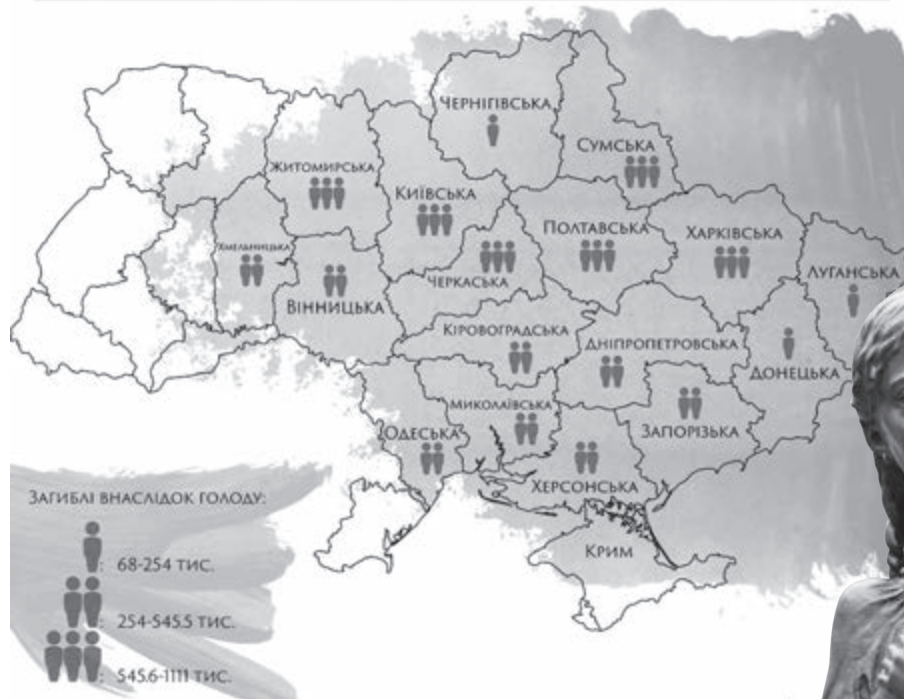 ЧЕРНІГІВСЬКА
СУМСЬКА
ЖИТОМИРСЬКА
КИЇВСЬКА
ПОЛТАВСЬКА
ХАРКІВСЬКА
ХМЕЛЬНИЦЬКА
ЛУГАНСЬКА
ЧЕРКАСЬКА
ВІННИЦЬКА
КІРОВОГРАДСЬКА
ДНІПРОПЕТРОВСЬКА
ДОНЕЦЬКА
МИКОЛАЇВСЬКА
ОДЕСЬКА
ЗАПОРІЗЬКА
ХЕРСОНСЬКА
КРИМ
ЗАГИБЛІ ВНАСЛІДОК ГОЛОДУ:
: 68-254 ТИС.
: 254-545.5 ТИС.
: 545.6-1111 ТИС.